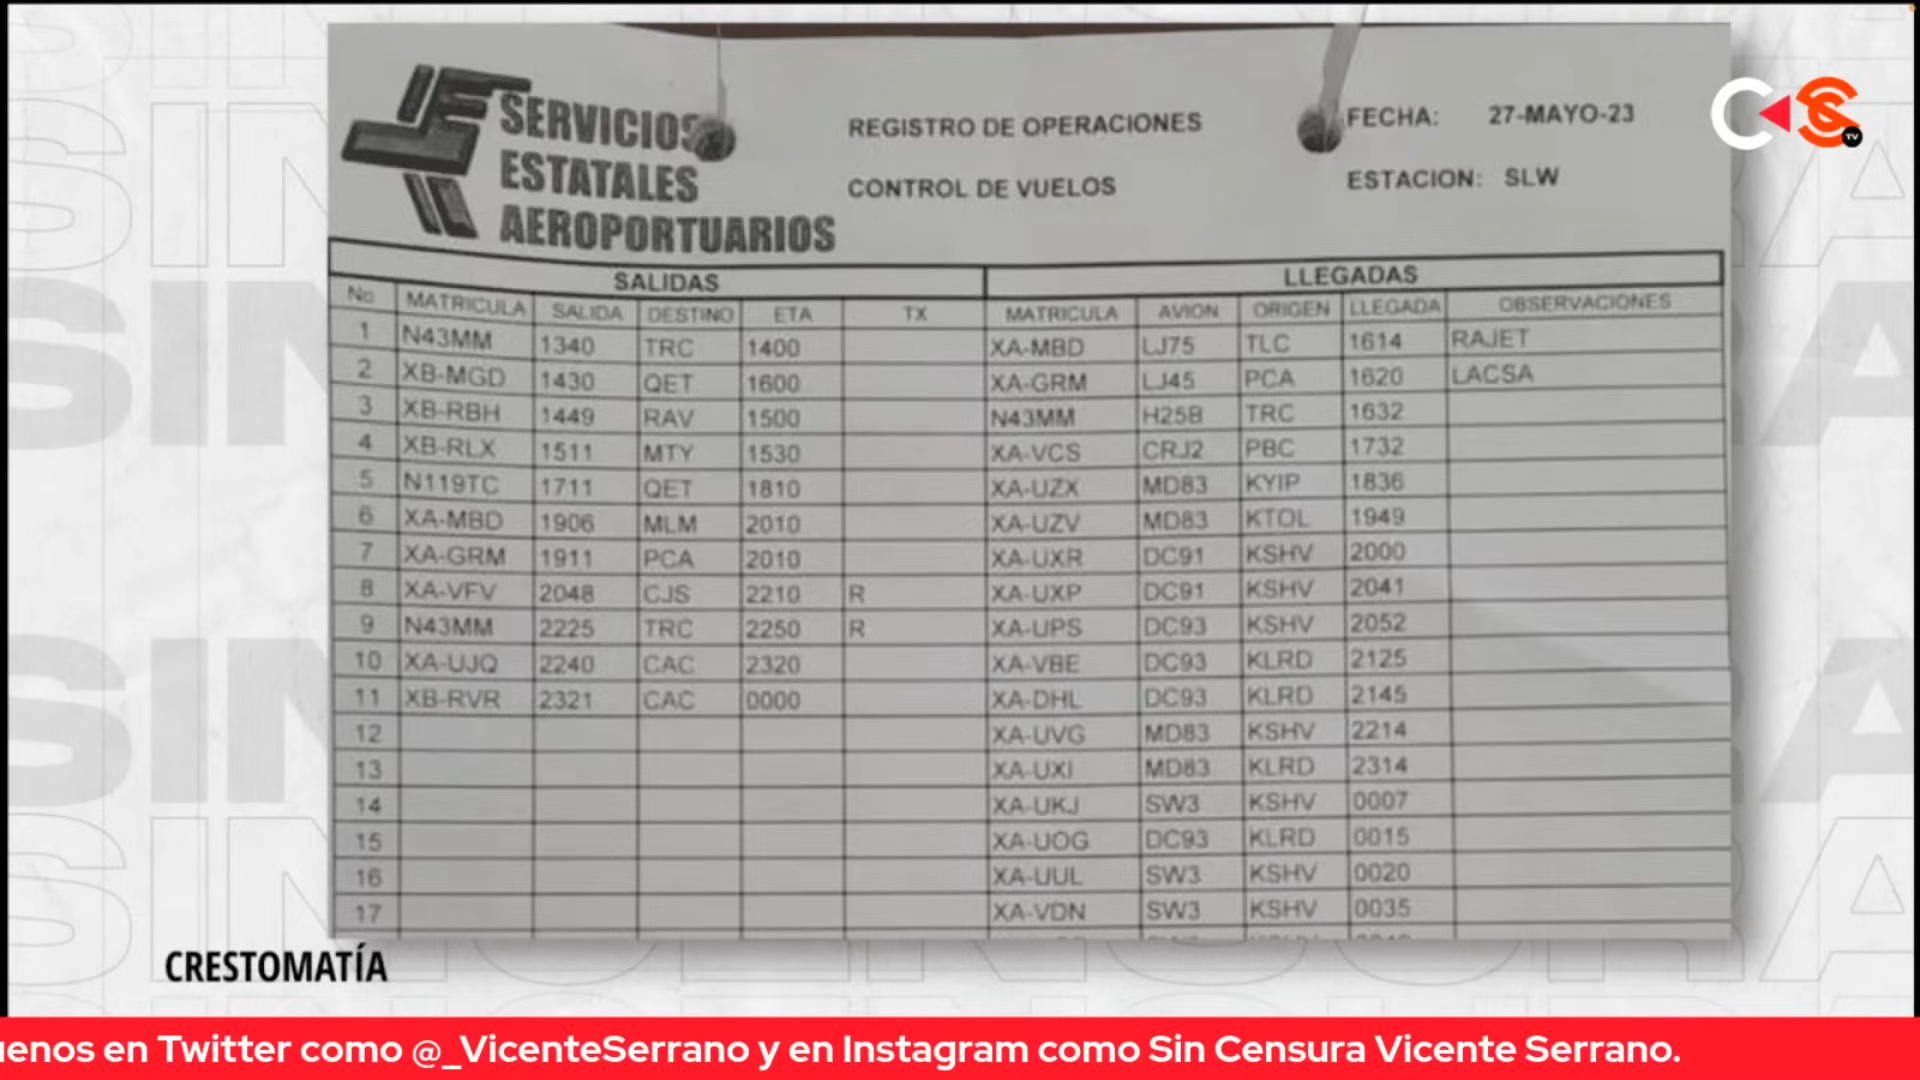 SERVICIOS
ESTATALES
AEROPORTUARIOS
REGISTRO DE OPERACIONES
CONTROL DE VUELOS
FECHA: 27-MAYO-23
ESTACION: SLW
SALIDAS LLEGADAS
No MATRICULA SALIDA DESTINO ETA TX MATRICULA AVION ORIGEN LLEGADA OBSERVACIONES
1 N43MM 1340 TRC 1400 XA-MBD LJ75 TLC 1614 RAJET
2 XB-MGD 1430 QET 1600 XA-GRM LJ45 PCA 1620 LACSA
3 XB-RBH 1449 RAV 1500 N43MM H25B TRC 1632
4 XB-RLX 1511 MTY 1530 XA-VCS CRJ2 PBC 1732
5 N119TC 1711 QET 1810 XA-UZX MD83 KYIP 1836
6 XA-MBD 1906 MLM 2010 XA-UZV MD83 KTOL 1949
7 XA-GRM 1911 PCA 2010 XA-UXR DC91 KSHV 2000
8 XA-VFV 2048 CJS 2210 R XA-UXP DC91 KSHV 2041
9 N43MM 2225 TRC 2250 R XA-UPS DC93 KSHV 2052
10 XA-UJQ 2240 CAC 2320 XA-VBE DC93 KLRD 2125
11 XB-RVR 2321 CAC 0000 XA-DHL DC93 KLRD 2145
12 XA-UVG MD83 KSHV 2214
13 XA-UXI MD83 KLRD 2314
14 XA-UKJ SW3 KSHV 0007
15 XA-UOG DC93 KLRD 0015
16 XA-UUL SW3 KSHV 0020
17 XA-VDN SW3 KSHV 0035
CRESTOMATÍA
TV
uenos en Twitter como @_VicenteSerrano y en Instagram como Sin Censura Vicente Serrano.